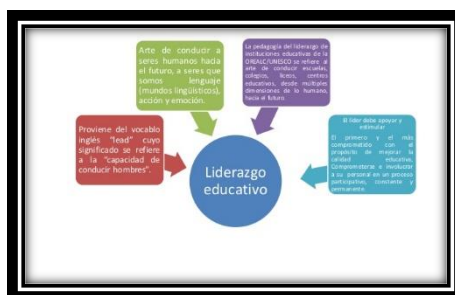 Arte de conducir a
seres humanos hacia
el futuro, a seres que
somos lenguaje
(mundos lingüísticos),
acción y emoción.
La pedagogía del liderazgo de
instituciones educativas de la
OREALC/UNESCO se refiere al
arte de conducir escuelas,
colegios, liceos, centros
educativos, desde múltiples
dimensiones de lo humano,
hacia el futuro
Proviene del vocablo
inglés "lead" cuyo
significado se refiere
a la "capacidad de
conducir hombres".
El líder debe apoyar y
estimular
El primero y el más
comprometido con el
propósito de mejorar la
calidad educativa,
Comprometerse e involucrar
a su personal en un proceso
participativo, constante y
permanente.
Liderazgo
educativo